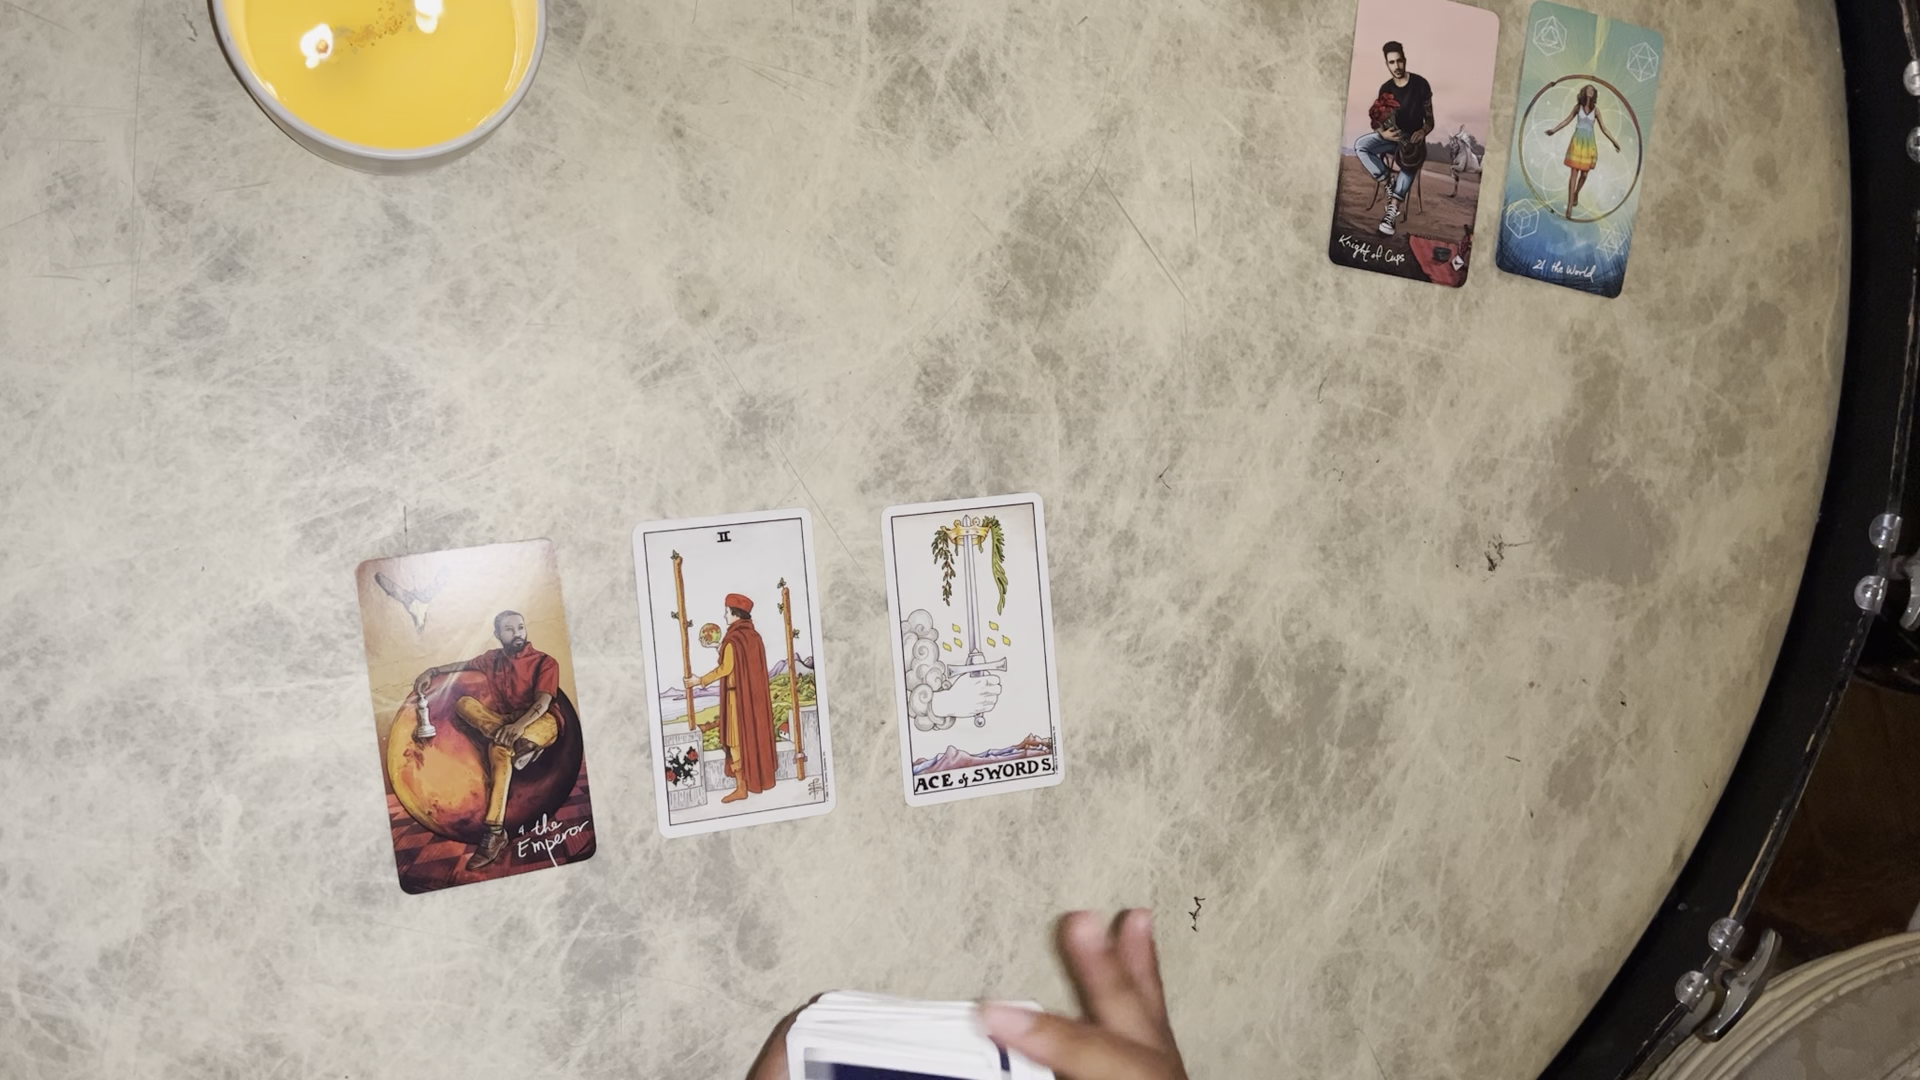 Knight of Cups
21 the World
II
ACE of SWORDS.
4 the
Emperor